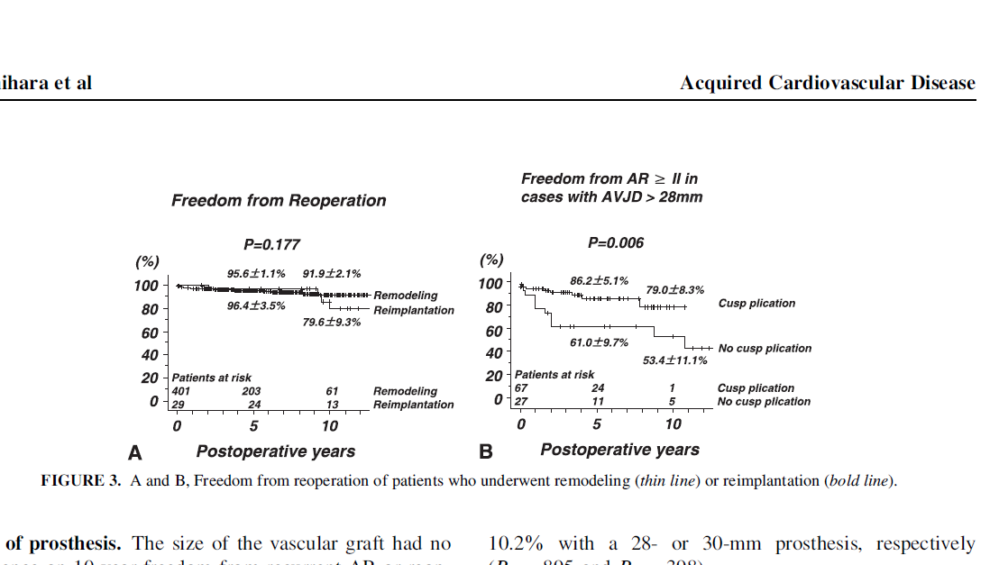 ihara et al
Acquired Cardiovascular Disease
Freedom from Reoperation
P=0.177
(%)
95.6±1.1% 91.9±2.1%
100
80
60
40
20
0
96.4±3.5%
79.6±9.3%
Remodeling
Reimplantation
Patients at risk
401 203 61 Remodeling
29 24 13 Reimplantation
0 5 10
A Postoperative years
Freedom from AR ≥ II in
cases with AVJD > 28mm
P=0.006
(%)
86.2±5.1%
79.0±8.3%
100
80
60
40
20
0
Cusp plication
61.0±9.7%
No cusp plication
53.4±11.1%
Patients at risk
67 24 1 Cusp plication
27 11 5 No cusp plication
0 5 10
B Postoperative years
FIGURE 3. A and B, Freedom from reoperation of patients who underwent remodeling (thin line) or reimplantation (bold line).
of prosthesis. The size of the vascular graft had no
10.2% with a 28- or 30-mm prosthesis, respectively